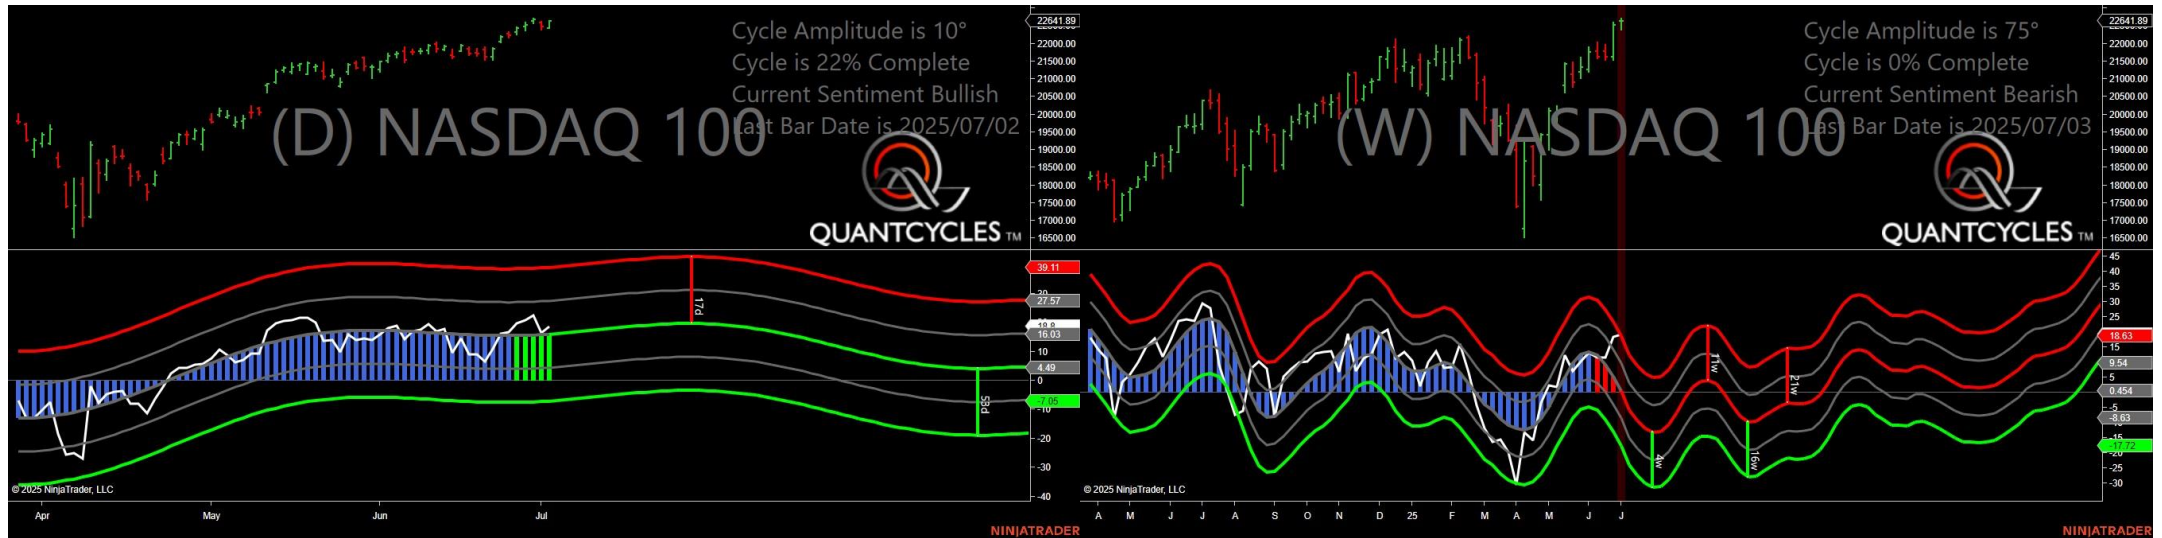 Cycle Amplitude is 10°
Cycle is 22% Complete
Current Sentiment Bullish
Last Bar Date is 2025/07/02
(D) NASDAQ 100
QUANTCYCLES TM
22641.89
22000.00
21500.00
21000.00
20500.00
20000.00
19500.00
19000.00
18500.00
18000.00
17500.00
17000.00
16500.00
39.11
27.57
16.03
10
4.49
0
-7.05
-10
-20
-30
-40
17d
53d
© 2025 NinjaTrader, LLC
Apr
May
Jun
Jul
NINJATRADER
Cycle Amplitude is 75°
Cycle is 0% Complete
Current Sentiment Bearish
Last Bar Date is 2025/07/03
(W) NASDAQ 100
QUANTCYCLES TM
22641.89
22000.00
21500.00
21000.00
20500.00
20000.00
19500.00
19000.00
18500.00
18000.00
17500.00
17000.00
16500.00
45
40
35
30
25
18.63
15
9.54
5
0.454
-5
-8.63
-15
-17.72
-20
-25
-30
4w
11w
16w
21w
© 2025 NinjaTrader, LLC
A M J J A S O N D 25 F M A M J J
NINJATRADER